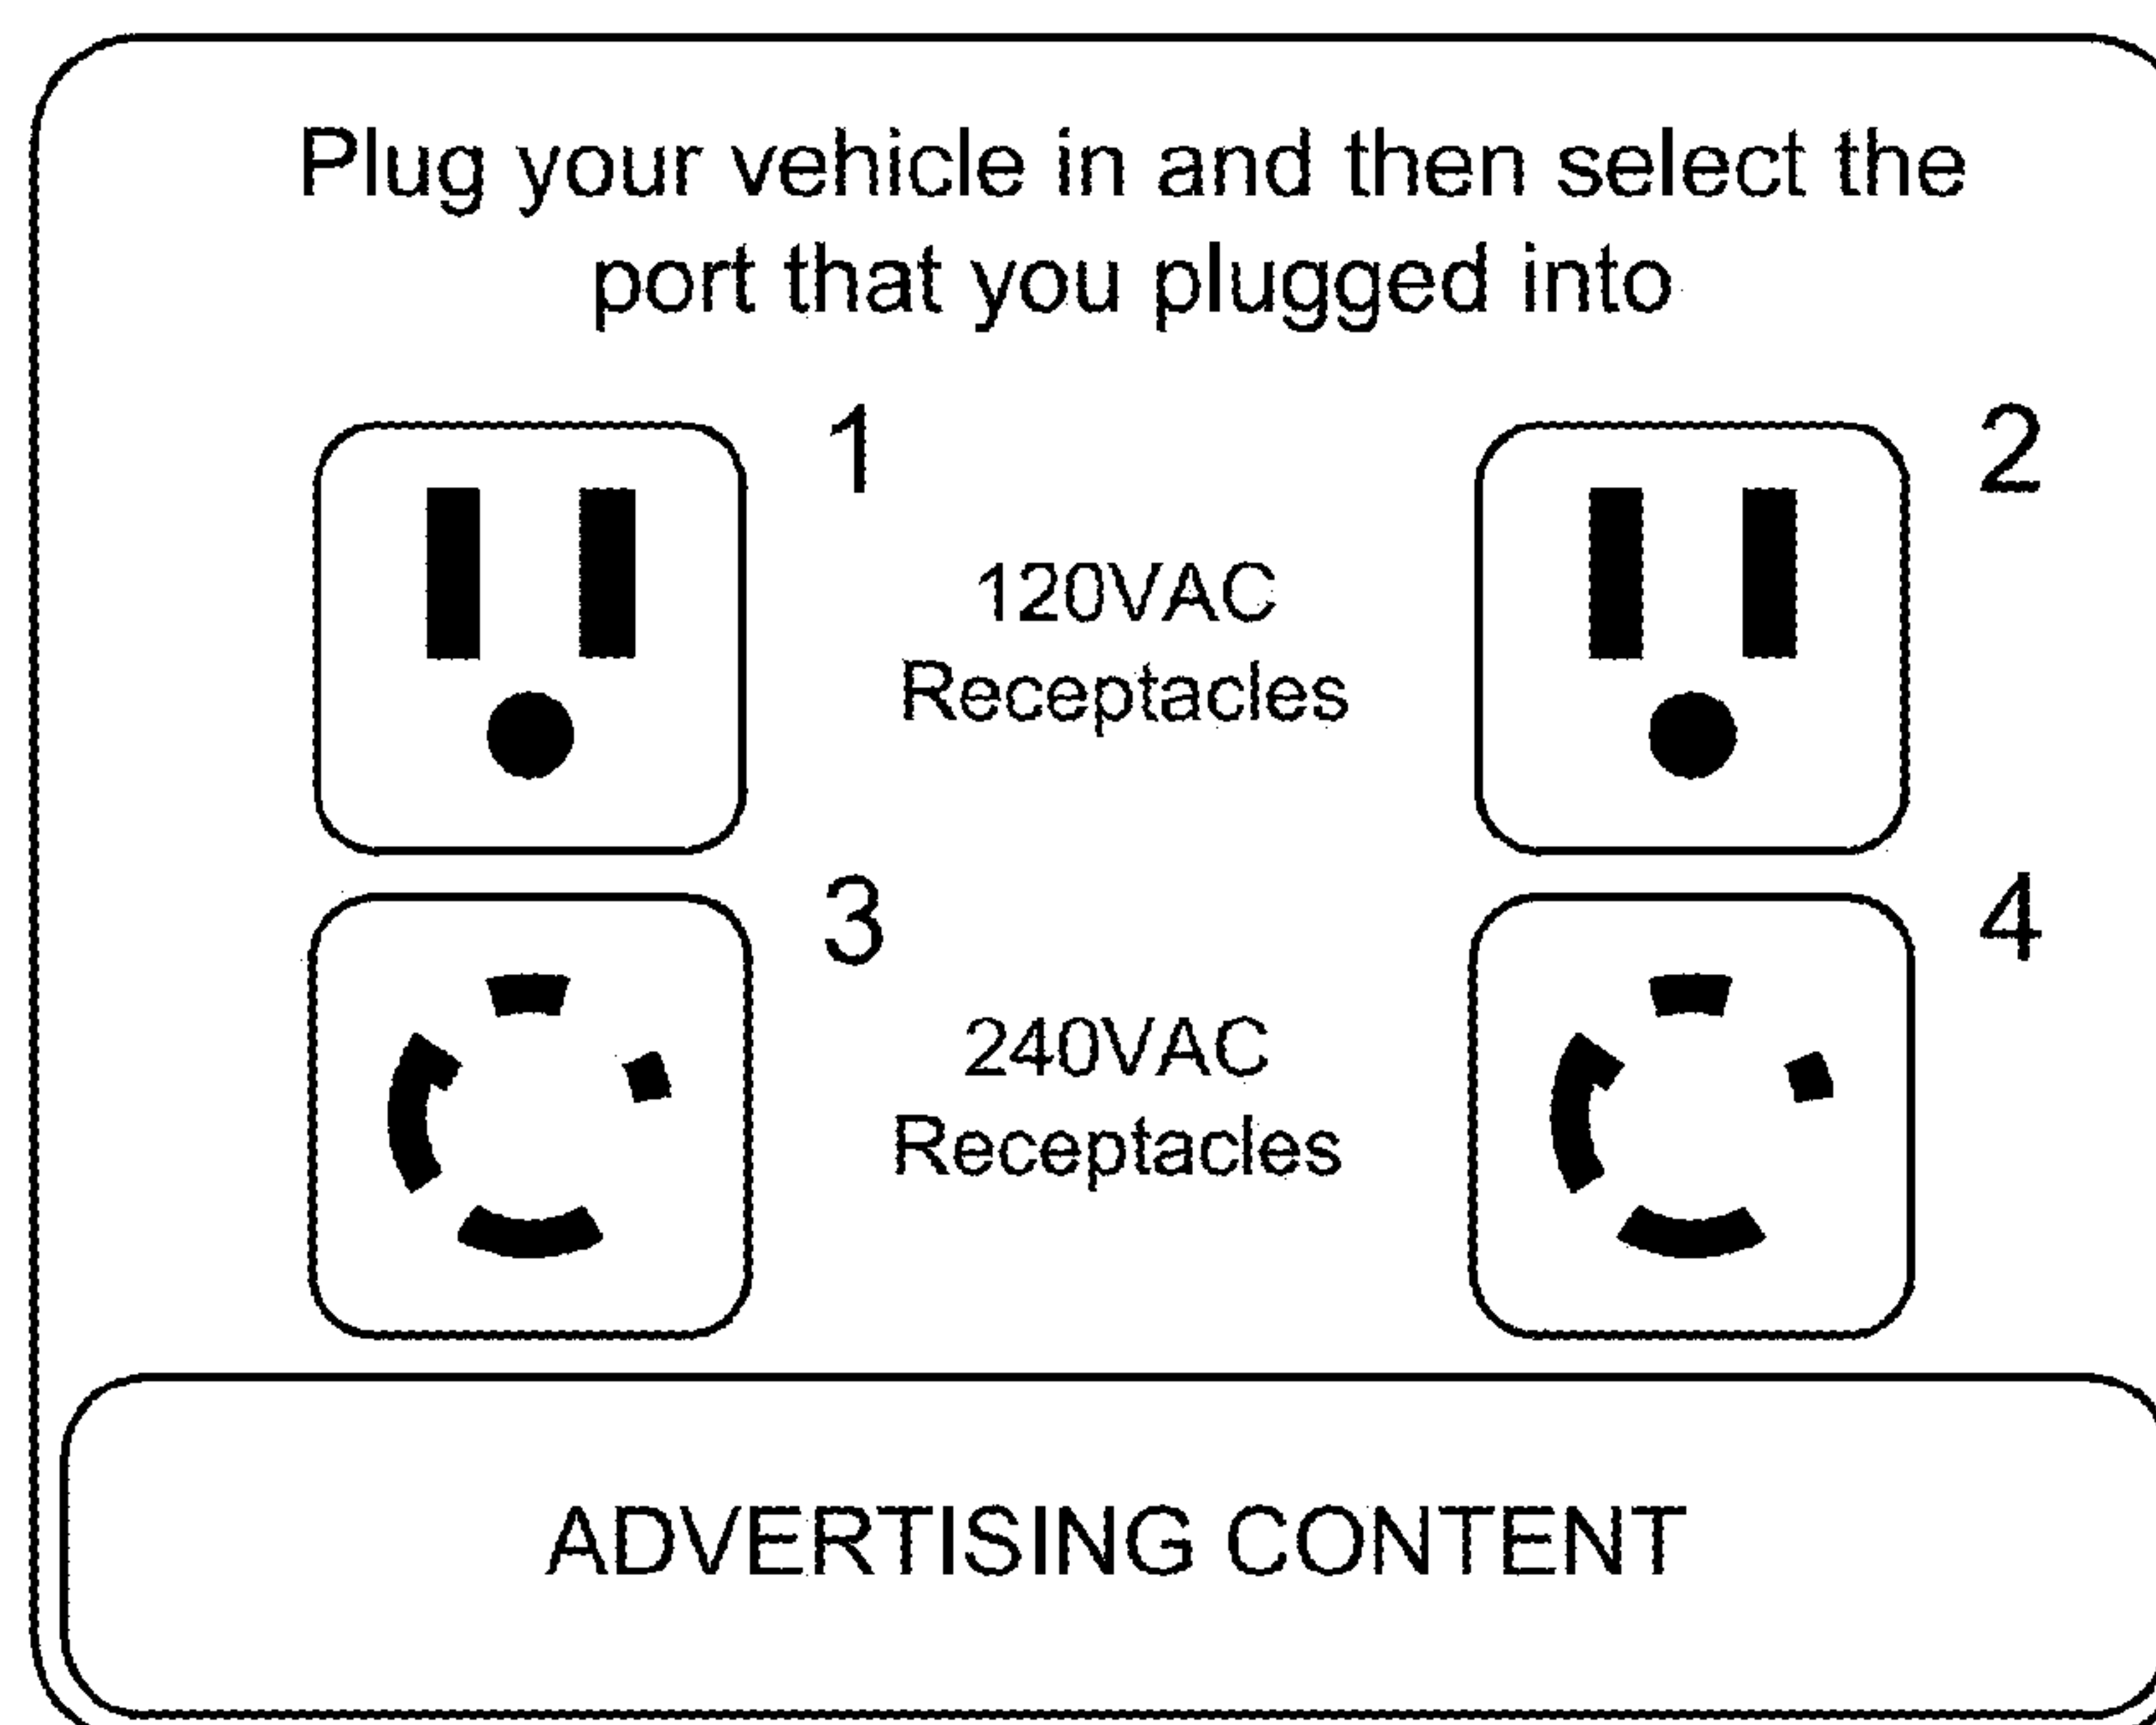 Plug your vehicle in and then select the
port that you plugged into
1
2
120VAC
Receptacles
3
4
240VAC
Receptacles
ADVERTISING CONTENT